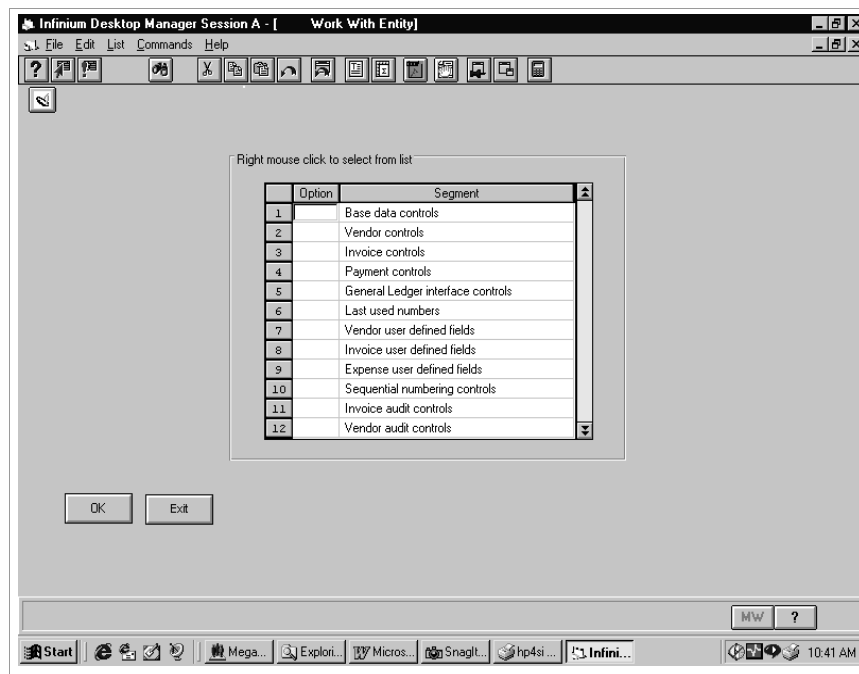 Infinium Desktop Manager Session A - [ Work With Entity]
File Edit List Commands Help
Right mouse click to select from list
Option Segment
1 Base data controls
2 Vendor controls
3 Invoice controls
4 Payment controls
5 General Ledger interface controls
6 Last used numbers
7 Vendor user defined fields
8 Invoice user defined fields
9 Expense user defined fields
10 Sequential numbering controls
11 Invoice audit controls
12 Vendor audit controls
OK Exit
MW ?
Start Mega... Explori... Micros... SnagIt... hp4si ... Infini... 10:41 AM